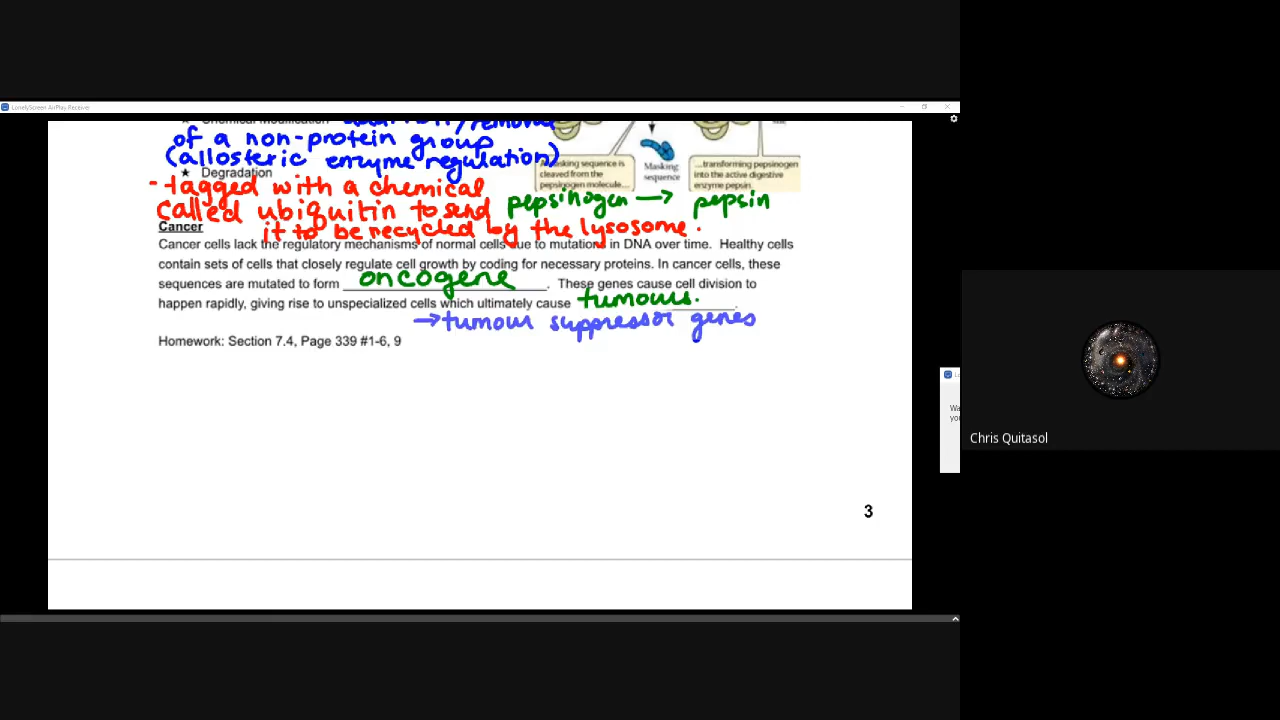 LonelyScreen AirPlay Receiver
★ Chemical Modification
of a non-protein group
(allosteric enzyme regulation)
★ Degradation
- tagged with a chemical
called ubiquitin to send
it to be recycled by the lysosome.
masking sequence is
cleaved from the
pepsinogen molecule...
Masking
sequence
...transforming pepsinogen
into the active digestive
enzyme pepsin.
pepsinogen → pepsin
Cancer
Cancer cells lack the regulatory mechanisms of normal cells due to mutations in DNA over time. Healthy cells
contain sets of cells that closely regulate cell growth by coding for necessary proteins. In cancer cells, these
sequences are mutated to form oncogene. These genes cause cell division to
happen rapidly, giving rise to unspecialized cells which ultimately cause tumours.
→ tumour suppressor genes
Homework: Section 7.4, Page 339 #1-6, 9
3
Chris Quitasol